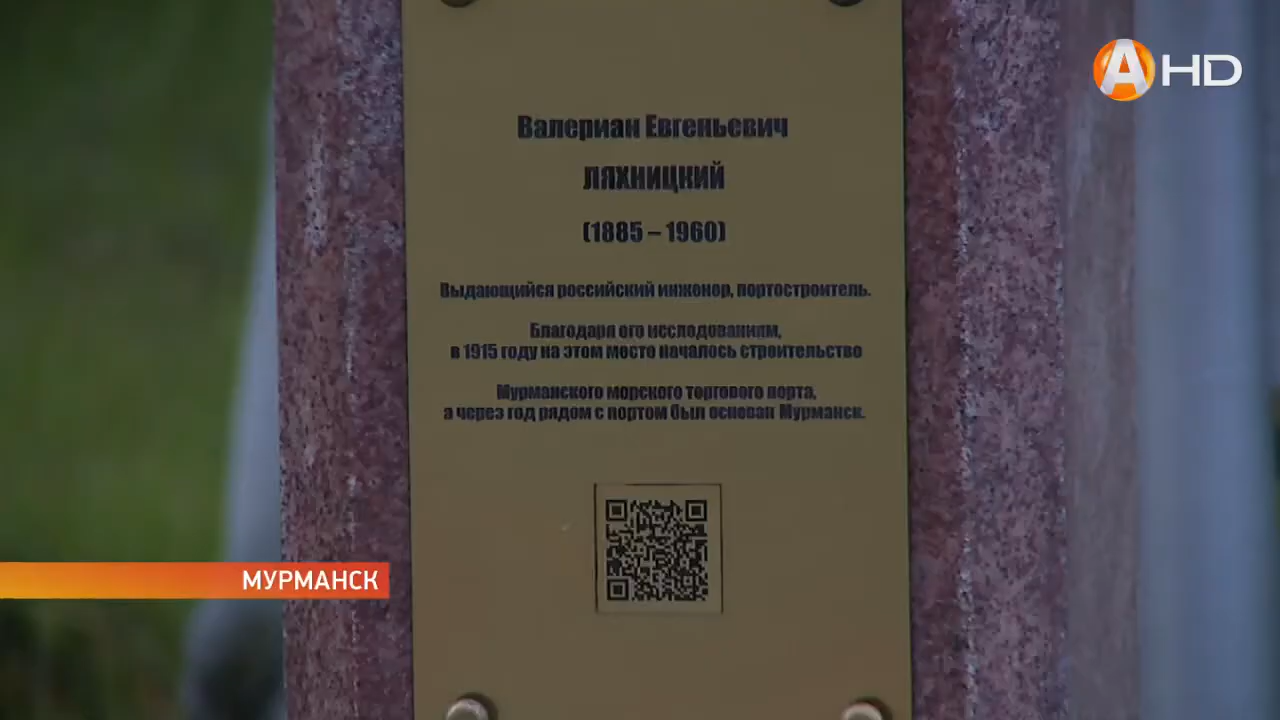 А HD
Валериан Евгеньевич
ЛЯХНИЦКИЙ
(1885 – 1960)
Выдающийся российский инженер, портостроитель.
Благодаря его исследованиям,
в 1915 году на этом месте началось строительство
Мурманского морского торгового порта,
а через год рядом с портом был основан Мурманск.
МУРМАНСК